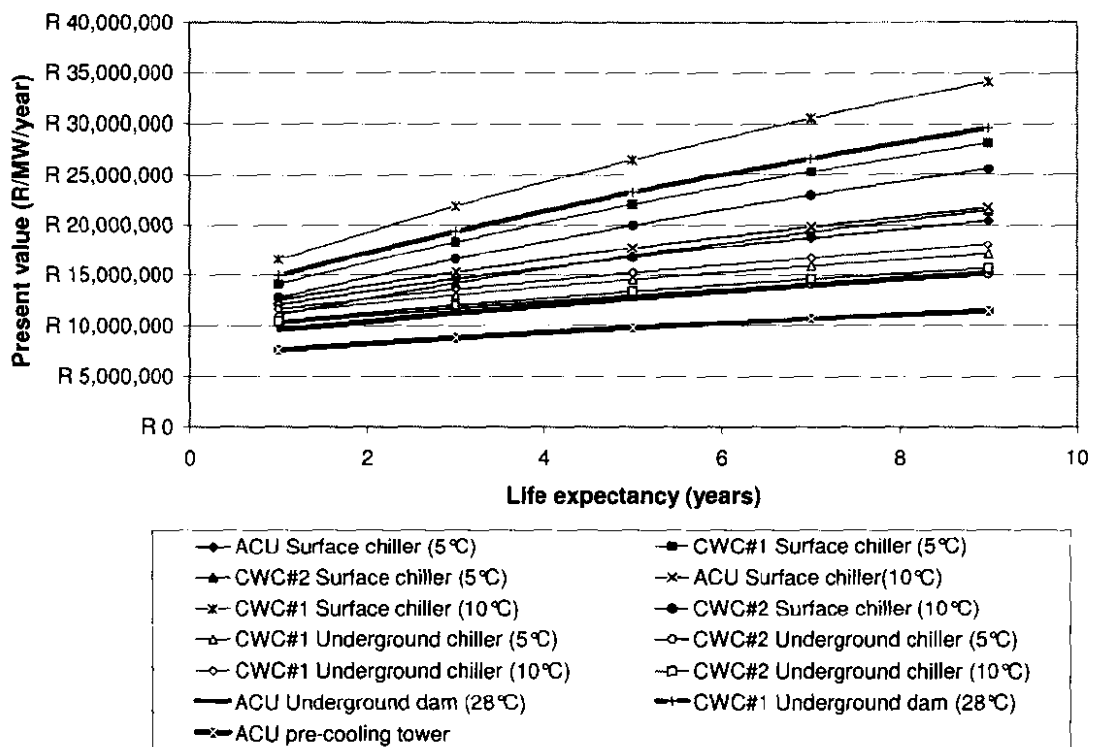 R 40,000,000
R 35,000,000
R 30,000,000
R 25,000,000
R 20,000,000
R 15,000,000
R 10,000,000
R 5,000,000
R 0
Present value (R/MW/year)
0 2 4 6 8 10
Life expectancy (years)
ACU Surface chiller (5°C) CWC#1 Surface chiller (5°C)
CWC#2 Surface chiller (5°C) ACU Surface chiller(10°C)
CWC#1 Surface chiller (10°C) CWC#2 Surface chiller (10°C)
CWC#1 Underground chiller (5°C) CWC#2 Underground chiller (5°C)
CWC#1 Underground chiller (10°C) CWC#2 Underground chiller (10°C)
ACU Underground dam (28°C) CWC#1 Underground dam (28°C)
ACU pre-cooling tower